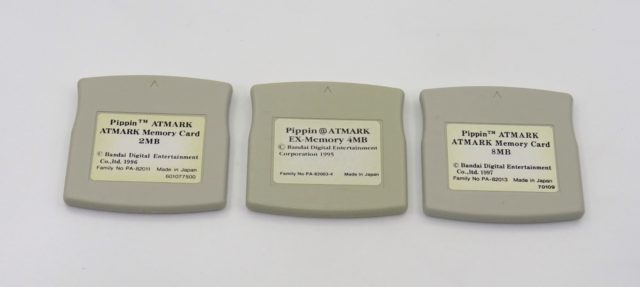 Pippin™ ATMARK
ATMARK Memory Card
2MB
© Bandai Digital Entertainment
Co.,ltd. 1996
Family No PA-82011 Made in Japan
601077500
Pippin@ATMARK
EX-Memory 4MB
© Bandai Digital Entertainment
Corporation 1995
Family No PA-82003-4 Made in Japan
Pippin™ ATMARK
ATMARK Memory Card
8MB
© Bandai Digital Entertainment
Co.,ltd. 1997
Family No PA-82013 Made in Japan
70109